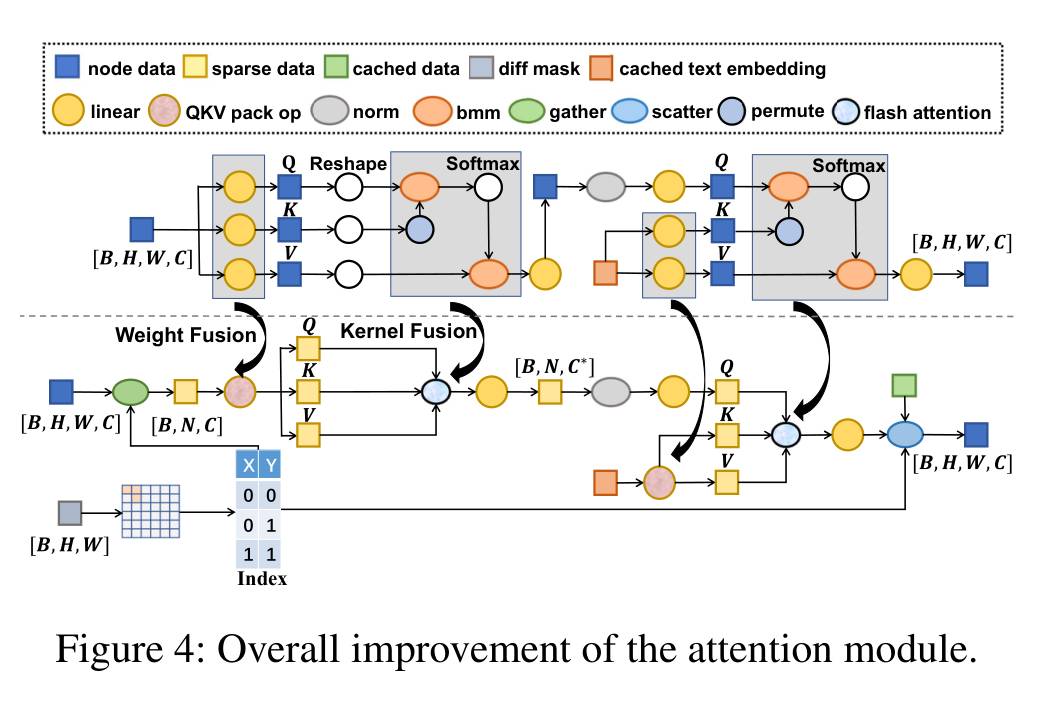 node data sparse data cached data diff mask cached text embedding
linear QKV pack op norm bmm gather scatter permute flash attention
Q Reshape Softmax Q Softmax
K K
V V
[B, H, W, C] [B, H, W, C]
Weight Fusion Q Kernel Fusion
K [B, N, C*] Q
V K
[B, H, W, C] [B, N, C] V [B, H, W, C]
X Y
0 0
0 1
1 1
[B, H, W]
Index
Figure 4: Overall improvement of the attention module.